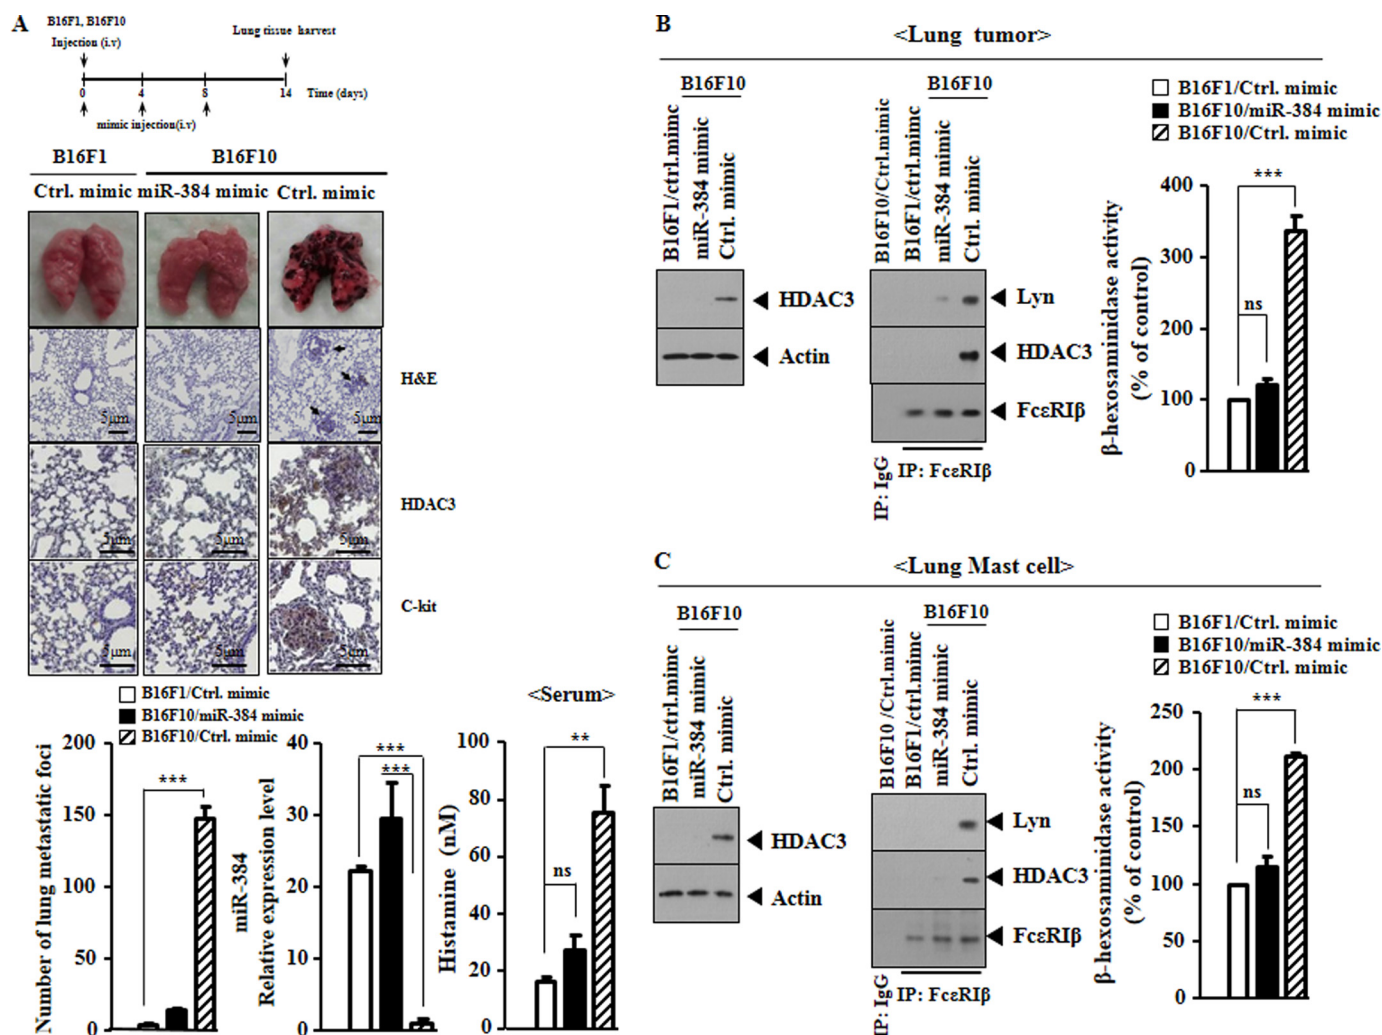 A
B16F1, B16F10
Injection (i.v)
Lung tissue harvest
0 4 8 14 Time (days)
mimic injection(i.v)
B16F1 B16F10
Ctrl. mimic miR-384 mimic Ctrl. mimic
5μm 5μm 5μm
H&E
5μm 5μm 5μm
HDAC3
5μm 5μm 5μm
C-kit
B16F1/Ctrl. mimic
B16F10/miR-384 mimic
B16F10/Ctrl. mimic
Number of lung metastatic foci
200
150
100
50
0
***
miR-384
Relative expression level
40
30
20
10
0
***
***
<Serum>
Histamine (nM)
100
80
60
40
20
0
**
ns
B
<Lung tumor>
B16F10
B16F1/ctrl.mimc
miR-384 mimic
Ctrl. mimic
HDAC3
Actin
B16F10
B16F10/Ctrl.mimic
B16F1/ctrl.mimc
miR-384 mimic
Ctrl. mimic
Lyn
HDAC3
FcεRIβ
IP: IgG
IP: FcεRIβ
B16F1/Ctrl. mimic
B16F10/miR-384 mimic
B16F10/Ctrl. mimic
β-hexosaminidase activity
(% of control)
400
300
200
100
0
***
ns
C
<Lung Mast cell>
B16F10
B16F1/ctrl.mimc
miR-384 mimic
Ctrl. mimic
HDAC3
Actin
B16F10
B16F10 /Ctrl.mimic
B16F1/ctrl.mimc
miR-384 mimic
Ctrl. mimic
Lyn
HDAC3
FcεRIβ
IP: IgG
IP: FcεRIβ
B16F1/Ctrl. mimic
B16F10/miR-384 mimic
B16F10/Ctrl. mimic
β-hexosaminidase activity
(% of control)
250
200
150
100
50
0
***
ns